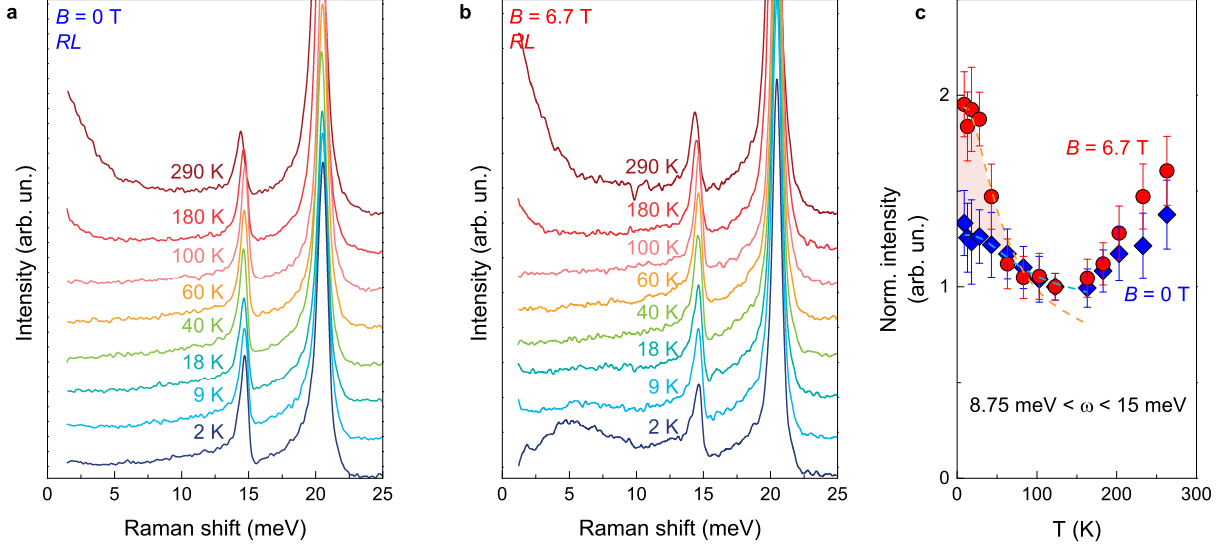 a
B = 0 T
RL
290 K
180 K
100 K
60 K
40 K
18 K
9 K
2 K
Intensity (arb. un.)
0 5 10 15 20 25
Raman shift (meV)
b
B = 6.7 T
RL
290 K
180 K
100 K
60 K
40 K
18 K
9 K
2 K
Intensity (arb. un.)
0 5 10 15 20 25
Raman shift (meV)
c
2
1
0
Norm. intensity
(arb. un.)
B = 6.7 T
B = 0 T
8.75 meV < ω < 15 meV
0 100 200 300
T (K)